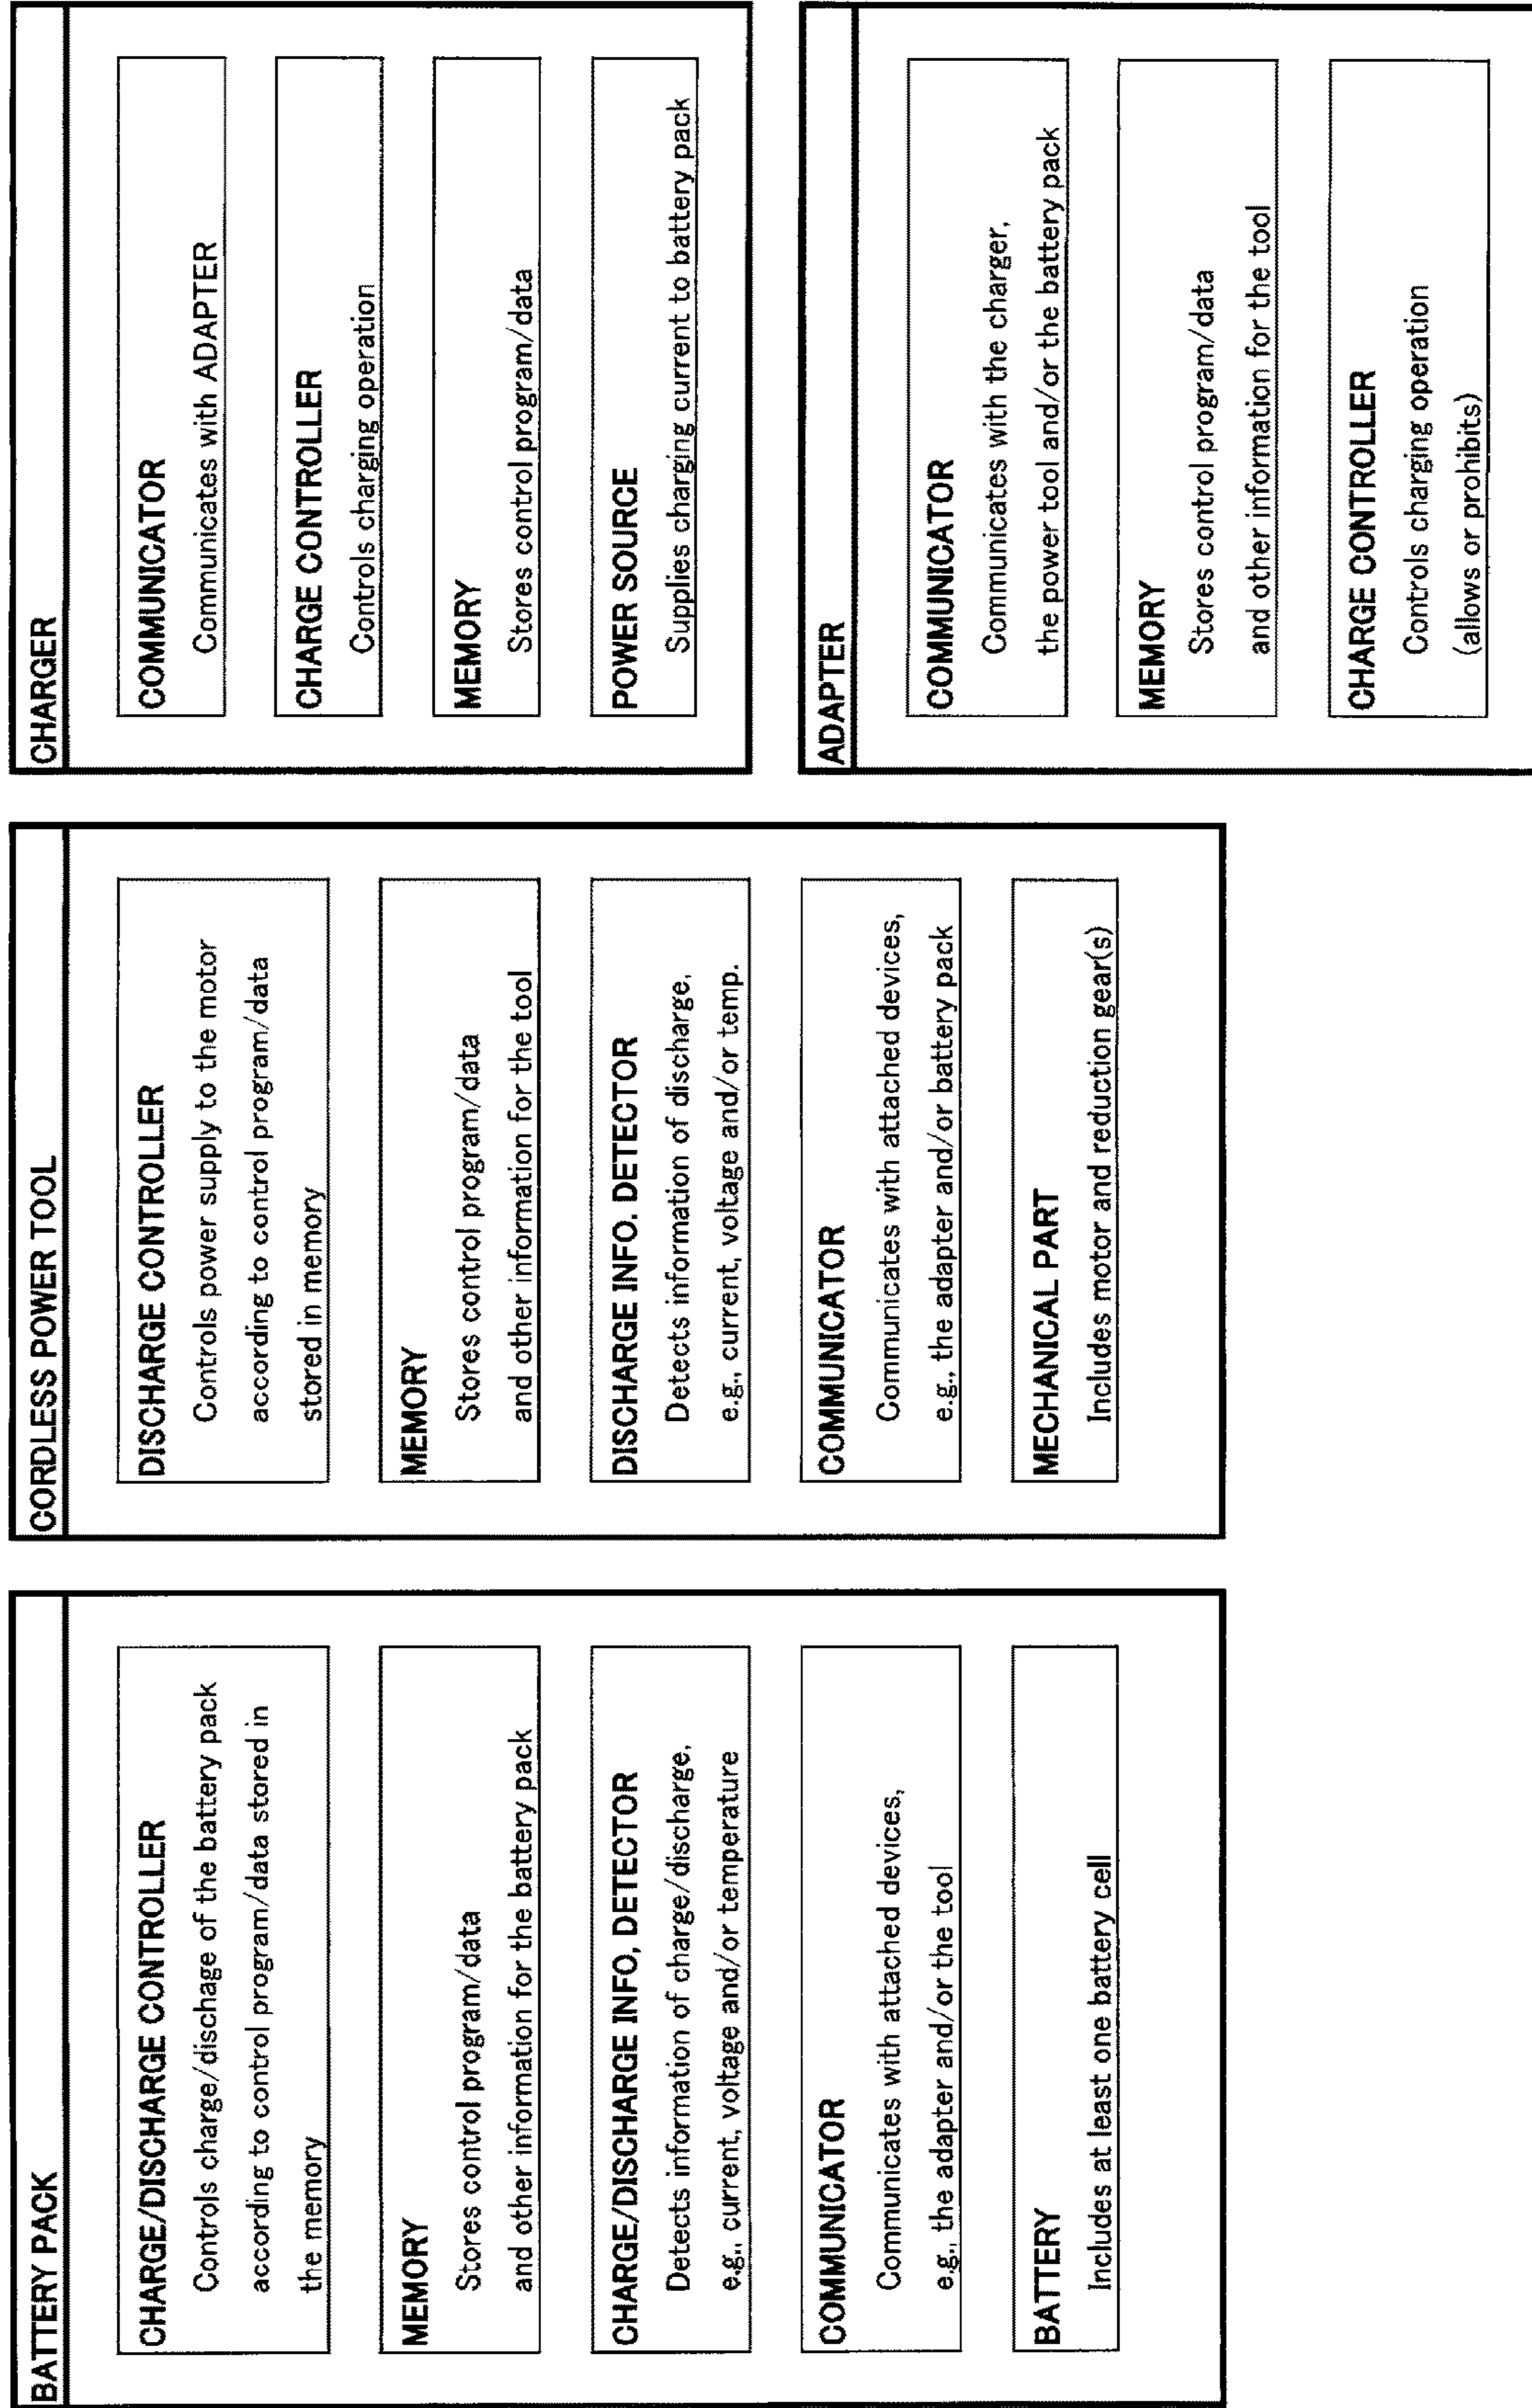 BATTERY PACK
CHARGE/DISCHARGE CONTROLLER
Controls charge/dischage of the battery pack
according to control program/data stored in
the memory
MEMORY
Stores control program/data
and other information for the battery pack
CHARGE/DISCHARGE INFO, DETECTOR
Detects information of charge/discharge,
e.g., current, voltage and/or temperature
COMMUNICATOR
Communicates with attached devices,
e.g., the adapter and/or the tool
BATTERY
Includes at least one battery cell
CORDLESS POWER TOOL
DISCHARGE CONTROLLER
Controls power supply to the motor
according to control program/data
stored in memory
MEMORY
Stores control program/data
and other information for the tool
DISCHARGE INFO. DETECTOR
Detects information of discharge,
e.g., current, voltage and/or temp.
COMMUNICATOR
Communicates with attached devices,
e.g., the adapter and/or battery pack
MECHANICAL PART
Includes motor and reduction gear(s)
CHARGER
COMMUNICATOR
Communicates with ADAPTER
CHARGE CONTROLLER
Controls charging operation
MEMORY
Stores control program/data
POWER SOURCE
Supplies charging current to battery pack
ADAPTER
COMMUNICATOR
Communicates with the charger,
the power tool and/or the battery pack
MEMORY
Stores control program/data
and other information for the tool
CHARGE CONTROLLER
Controls charging operation
(allows or prohibits)